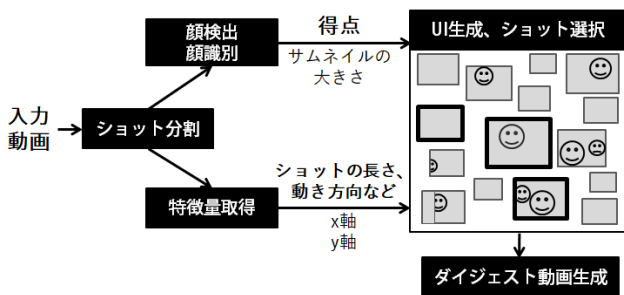 入力
動画
ショット分割
顔検出
顔識別
得点
サムネイルの
大きさ
特徴量取得
ショットの長さ、
動き方向など
x軸
y軸
UI生成、ショット選択
ダイジェスト動画生成